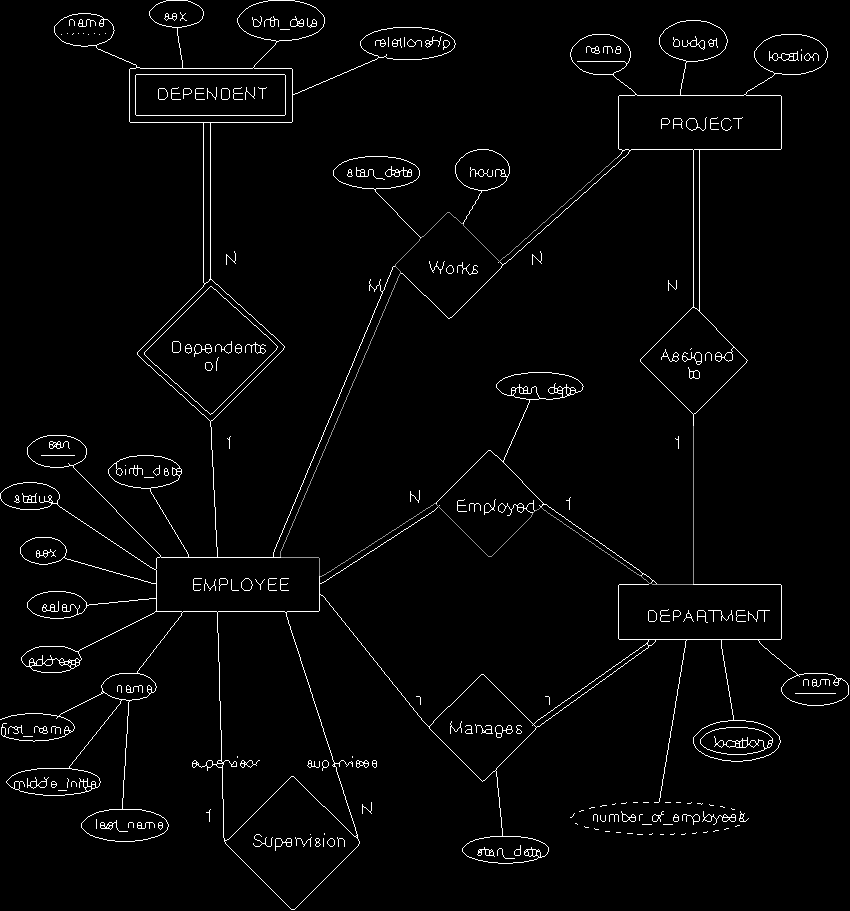 name
sex
birth_date
relationship
DEPENDENT
name
budget
location
PROJECT
start_date
hours
Works
M
N
N
Dependents
of
1
N
Assigned
to
1
start_date
N
Employed
1
ssn
birth_date
status
sex
salary
address
EMPLOYEE
DEPARTMENT
name
first_name
middle_initial
last_name
1
Manages
1
start_date
name
locations
number_of_employees
supervisor
supervisee
1
N
Supervision